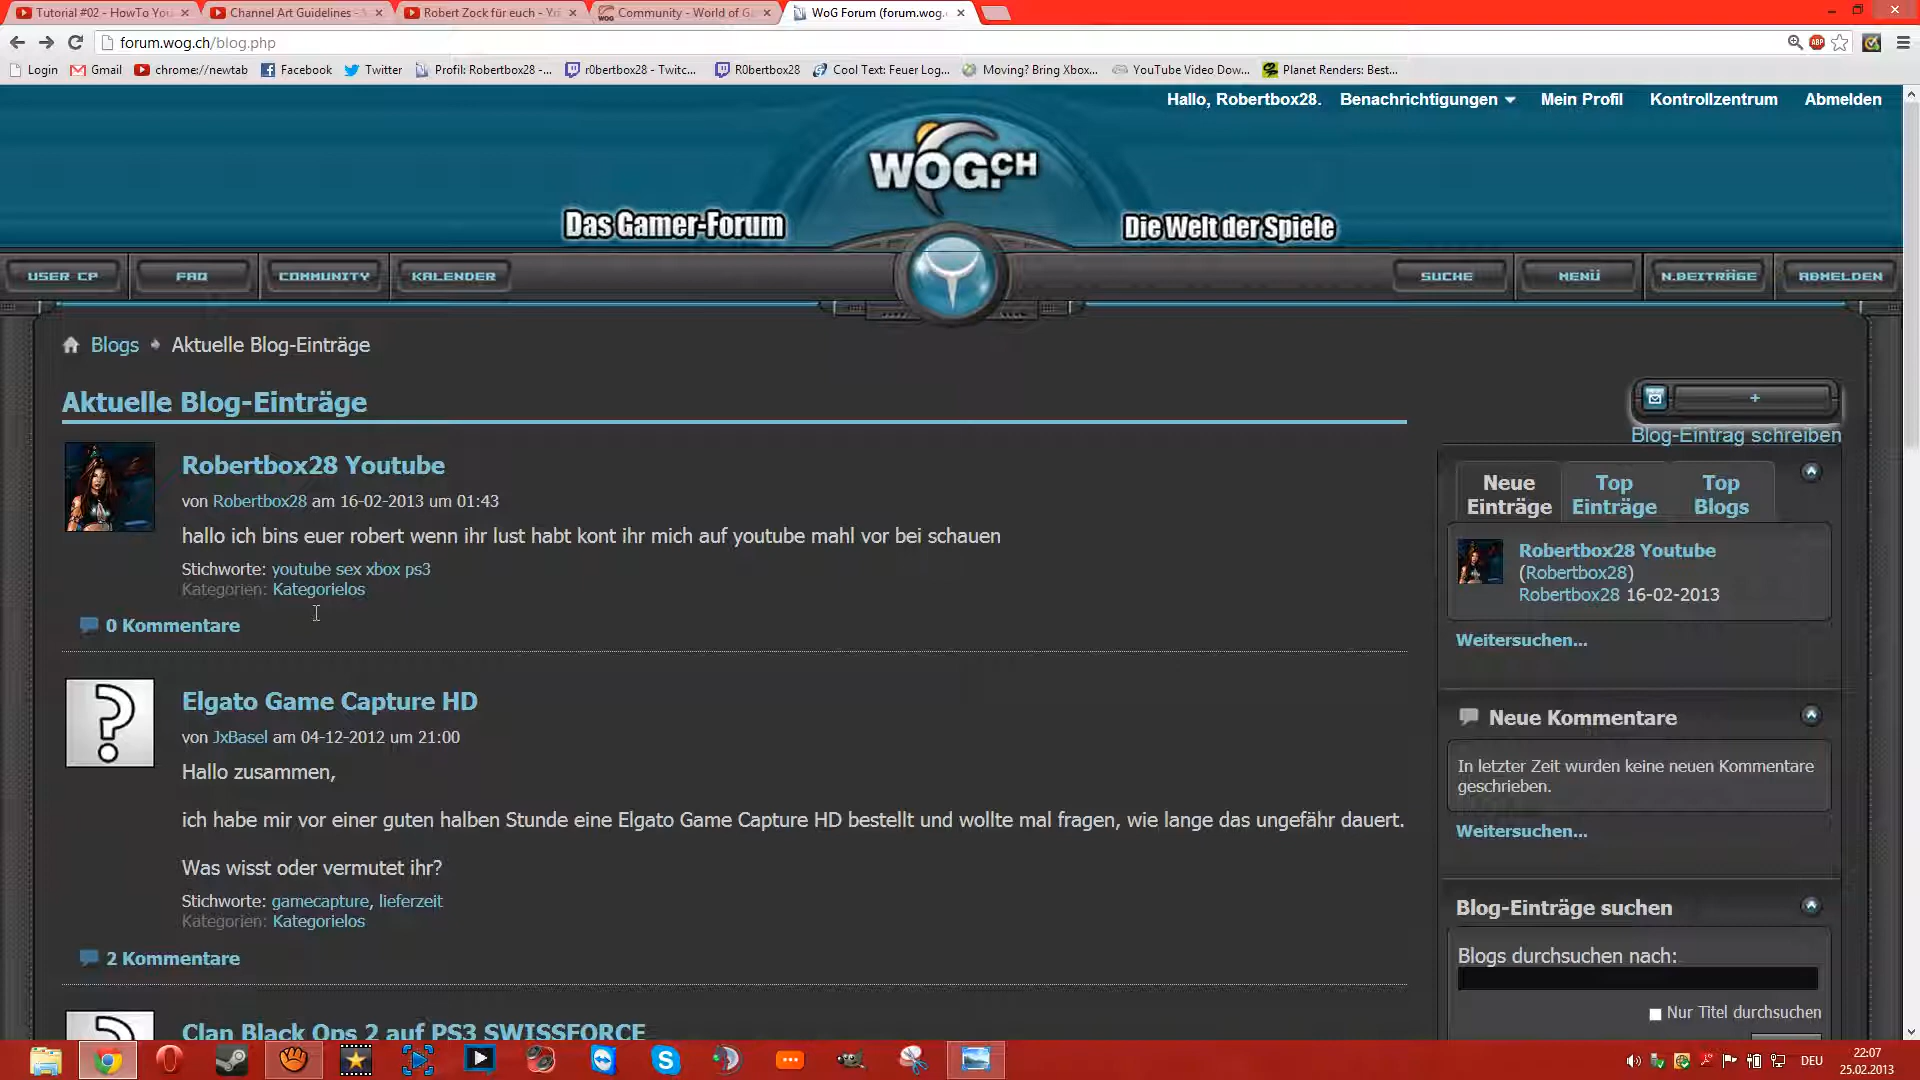 Tutorial #02 - HowTo You
Channel Art Guidelines -
Robert Zock für euch -
Community - World of G
WoG Forum (forum.wog.
forum.wog.ch/blog.php
Login
Gmail
chrome://newtab
Facebook
Twitter
Profil: Robertbox28 -...
r0bertbox28 - Twitc...
R0bertbox28
Cool Text: Feuer Log...
Moving? Bring Xbox...
YouTube Video Dow...
Planet Renders: Best...
Hallo, Robertbox28. Benachrichtigungen Mein Profil Kontrollzentrum Abmelden
WOG.CH
Das Gamer-Forum
Die Welt der Spiele
USER CP
FAQ
COMMUNITY
KALENDER
SUCHE
MENÜ
N.BEITRÄGE
ABMELDEN
Blogs Aktuelle Blog-Einträge
Aktuelle Blog-Einträge
+
Blog-Eintrag schreiben
Robertbox28 Youtube
von Robertbox28 am 16-02-2013 um 01:43
hallo ich bins euer robert wenn ihr lust habt kont ihr mich auf youtube mahl vor bei schauen
Stichworte: youtube sex xbox ps3
Kategorien: Kategorielos
0 Kommentare
Elgato Game Capture HD
von JxBasel am 04-12-2012 um 21:00
Hallo zusammen,
ich habe mir vor einer guten halben Stunde eine Elgato Game Capture HD bestellt und wollte mal fragen, wie lange das ungefähr dauert.
Was wisst oder vermutet ihr?
Stichworte: gamecapture, lieferzeit
Kategorien: Kategorielos
2 Kommentare
Clan Black Ops 2 auf PS3 SWISSFORCE
Neue Einträge
Top Einträge
Top Blogs
Robertbox28 Youtube
(Robertbox28)
Robertbox28 16-02-2013
Weitersuchen...
Neue Kommentare
In letzter Zeit wurden keine neuen Kommentare
geschrieben.
Weitersuchen...
Blog-Einträge suchen
Blogs durchsuchen nach:
Nur Titel durchsuchen
DEU
22:07
25.02.2013